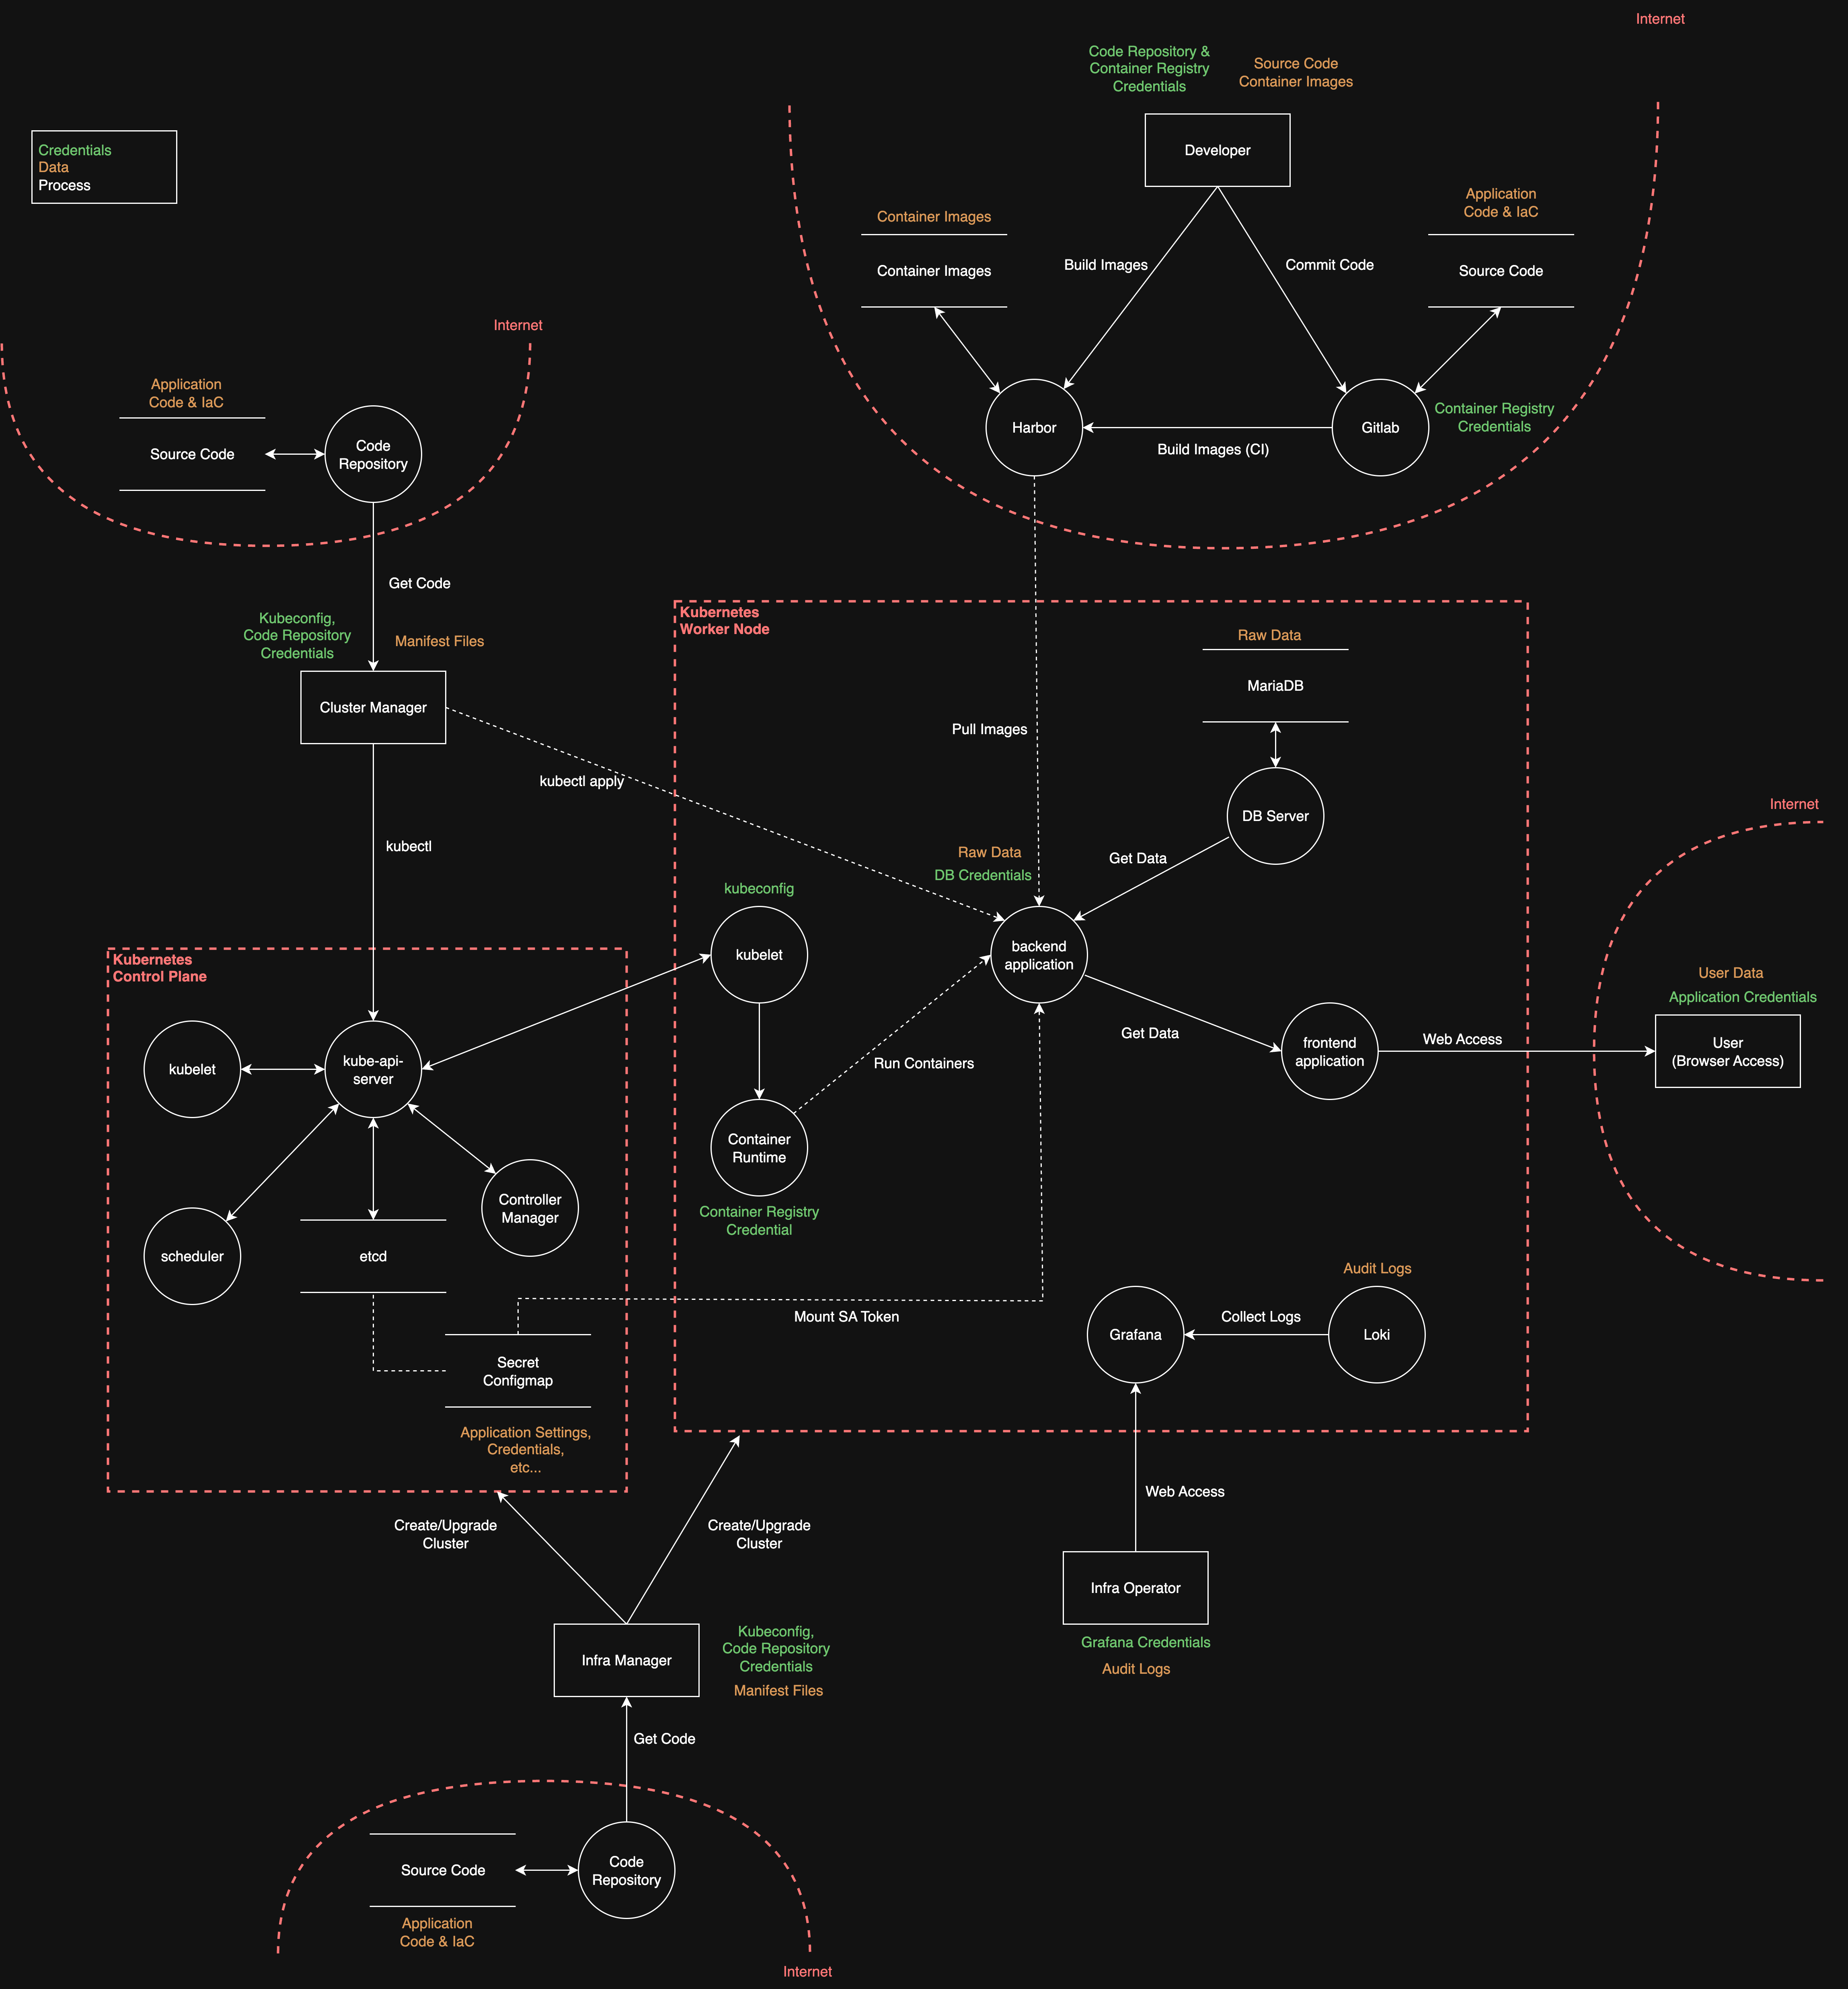 Internet
Code Repository &
Container Registry
Credentials
Source Code
Container Images
Credentials
Data
Process
Developer
Application
Code & IaC
Container Images
Container Images
Source Code
Build Images
Commit Code
Internet
Application
Code & IaC
Source Code
Code
Repository
Harbor
Gitlab
Container Registry
Credentials
Build Images (CI)
Get Code
Kubeconfig,
Code Repository
Credentials
Manifest Files
Cluster Manager
Kubernetes
Worker Node
Raw Data
MariaDB
Pull Images
kubectl apply
DB Server
Internet
kubectl
Raw Data
DB Credentials
Get Data
kubeconfig
kubelet
backend
application
Kubernetes
Control Plane
User Data
Application Credentials
kubelet
kube-api-
server
Run Containers
Get Data
frontend
application
Web Access
User
(Browser Access)
Container
Runtime
Container Registry
Credential
Controller
Manager
scheduler
etcd
Audit Logs
Mount SA Token
Grafana
Collect Logs
Loki
Secret
Configmap
Application Settings,
Credentials,
etc...
Web Access
Create/Upgrade
Cluster
Create/Upgrade
Cluster
Infra Operator
Grafana Credentials
Audit Logs
Infra Manager
Kubeconfig,
Code Repository
Credentials
Manifest Files
Get Code
Source Code
Code
Repository
Application
Code & IaC
Internet